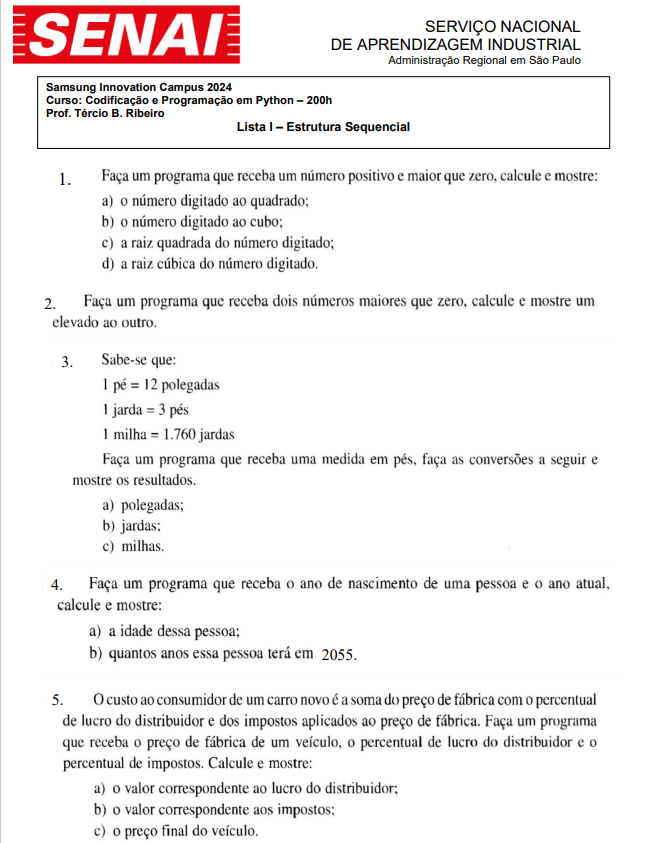 SENAI
SERVIÇO NACIONAL
DE APRENDIZAGEM INDUSTRIAL
Administração Regional em São Paulo
Samsung Innovation Campus 2024
Curso: Codificação e Programação em Python – 200h
Prof. Tércio B. Ribeiro
Lista I – Estrutura Sequencial
1. Faça um programa que receba um número positivo e maior que zero, calcule e mostre:
a) o número digitado ao quadrado;
b) o número digitado ao cubo;
c) a raiz quadrada do número digitado;
d) a raiz cúbica do número digitado.
2. Faça um programa que receba dois números maiores que zero, calcule e mostre um
elevado ao outro.
3. Sabe-se que:
1 pé = 12 polegadas
1 jarda = 3 pés
1 milha = 1.760 jardas
Faça um programa que receba uma medida em pés, faça as conversões a seguir e
mostre os resultados.
a) polegadas;
b) jardas;
c) milhas.
4. Faça um programa que receba o ano de nascimento de uma pessoa e o ano atual,
calcule e mostre:
a) a idade dessa pessoa;
b) quantos anos essa pessoa terá em 2055.
5. O custo ao consumidor de um carro novo é a soma do preço de fábrica com o percentual
de lucro do distribuidor e dos impostos aplicados ao preço de fábrica. Faça um programa
que receba o preço de fábrica de um veículo, o percentual de lucro do distribuidor e o
percentual de impostos. Calcule e mostre:
a) o valor correspondente ao lucro do distribuidor;
b) o valor correspondente aos impostos;
c) o preço final do veículo.